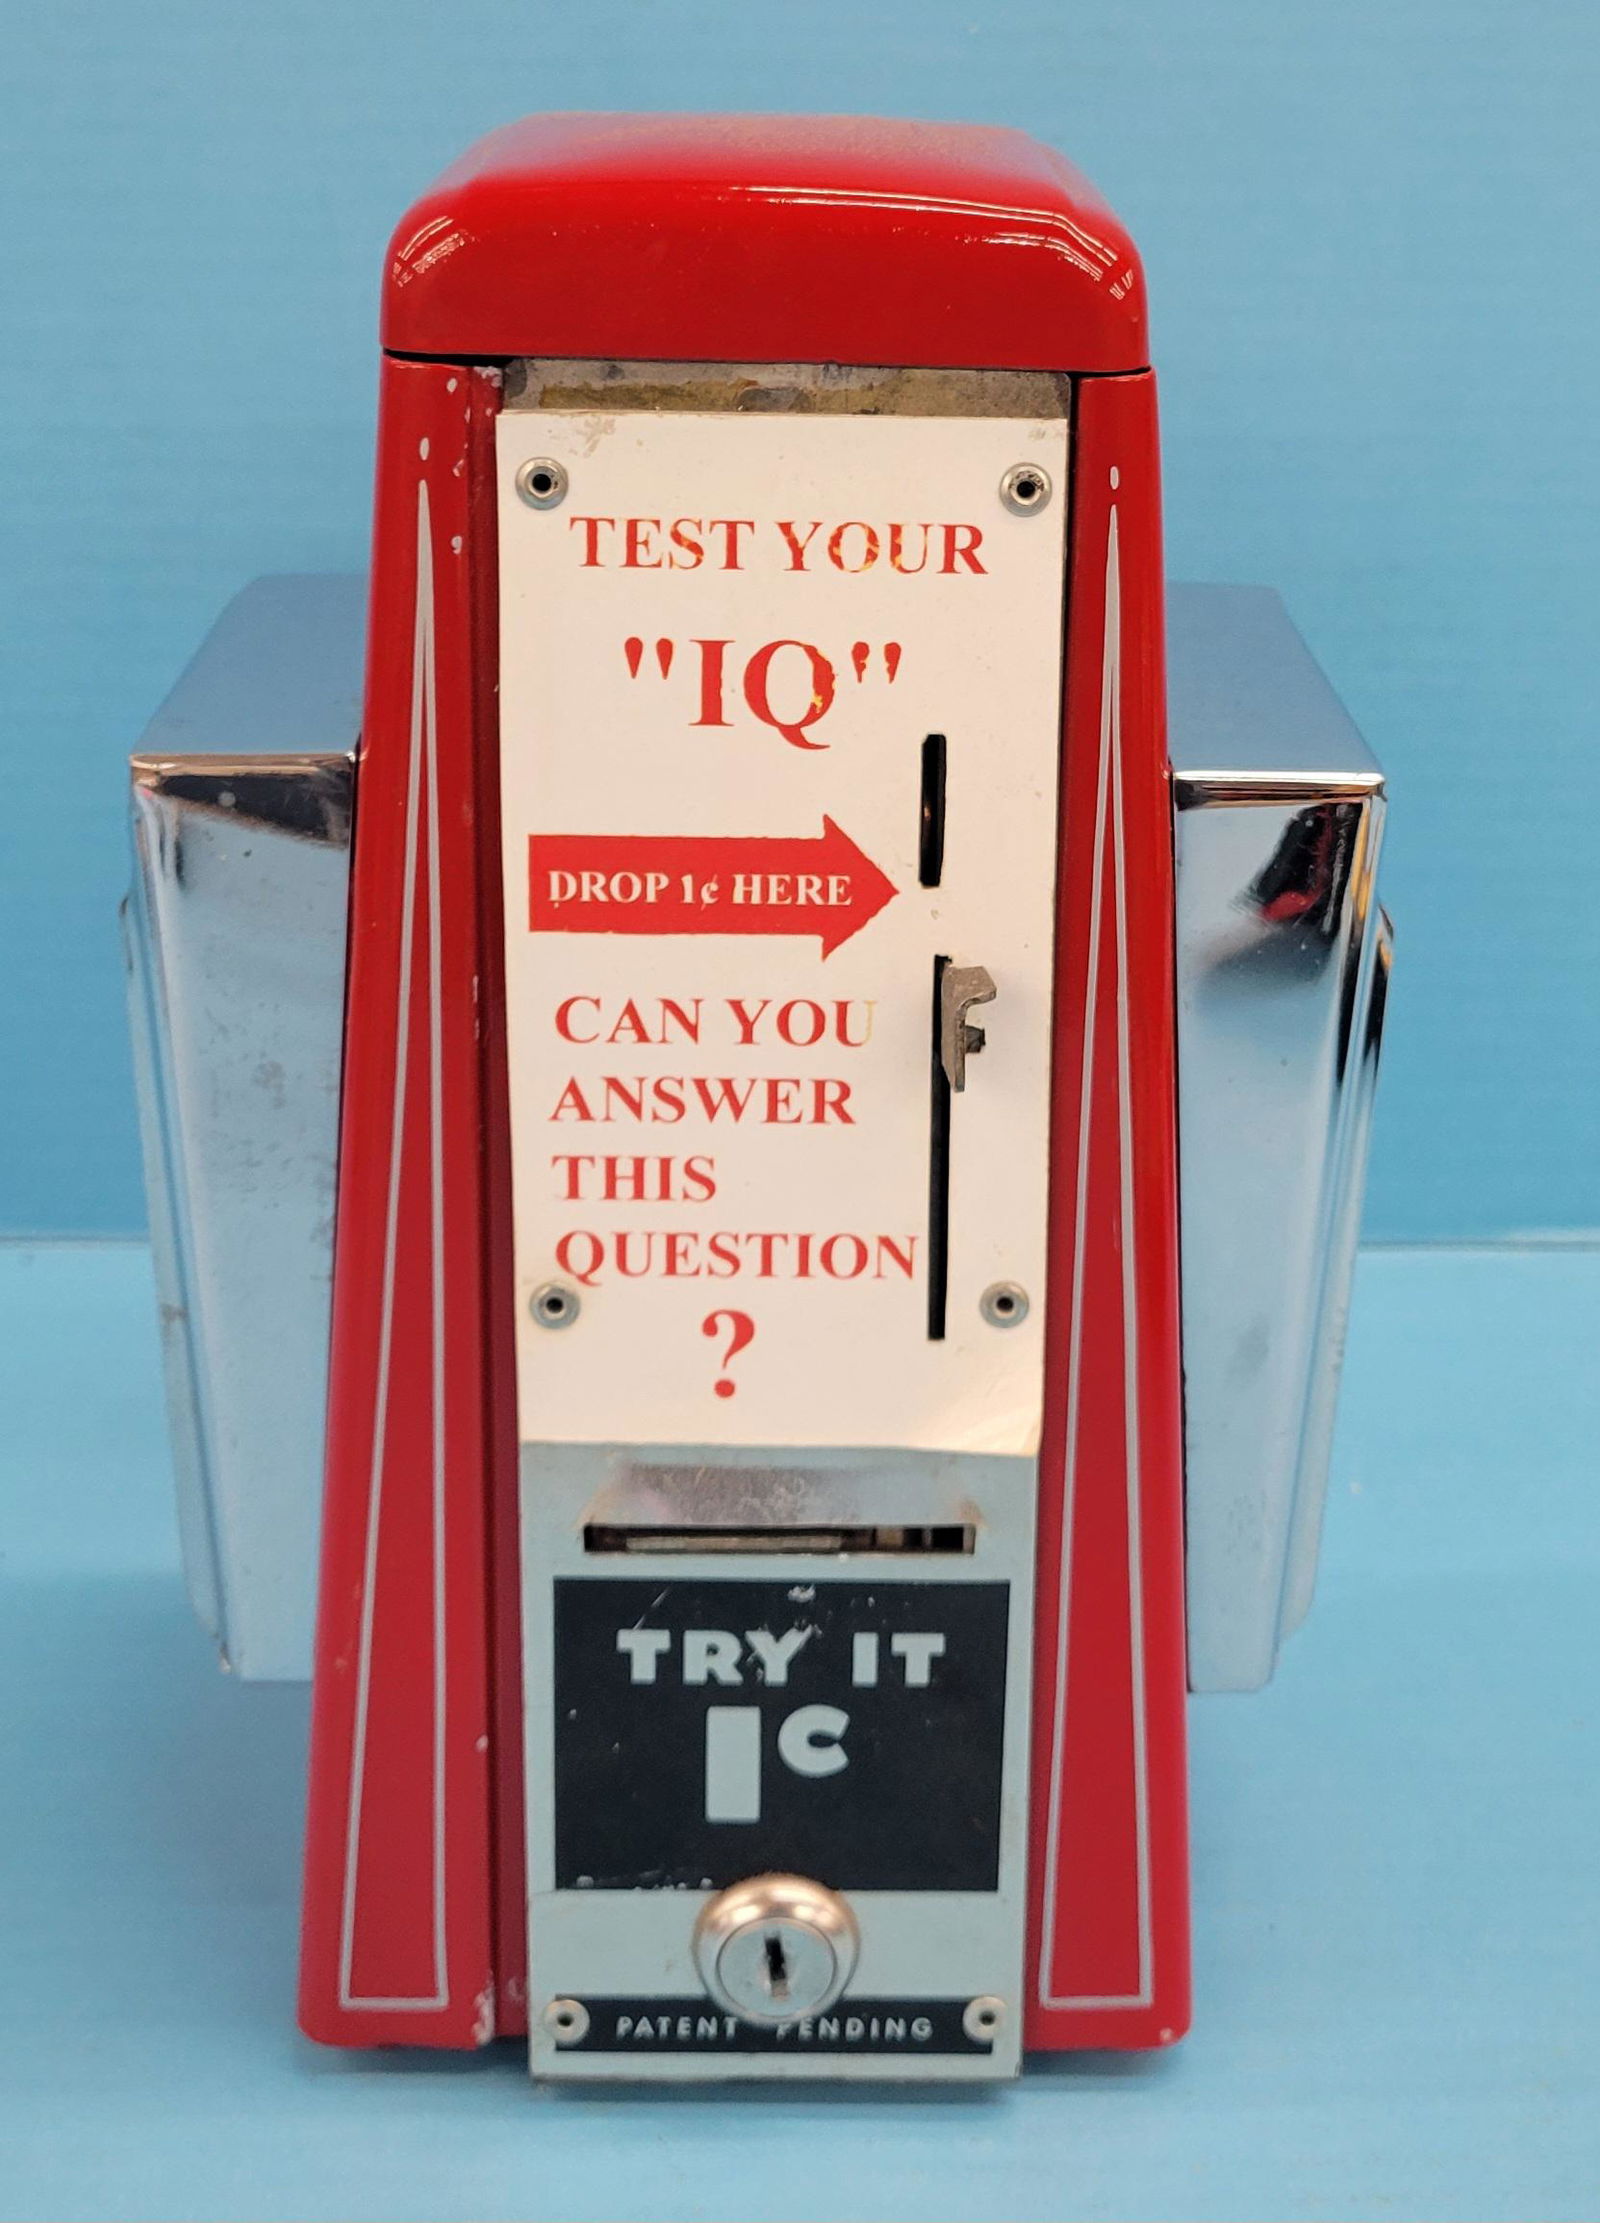 TEST YOUR
"IQ"
DROP 1¢ HERE
CAN YOU
ANSWER
THIS
QUESTION
?
TRY IT
1C
PATENT PENDING